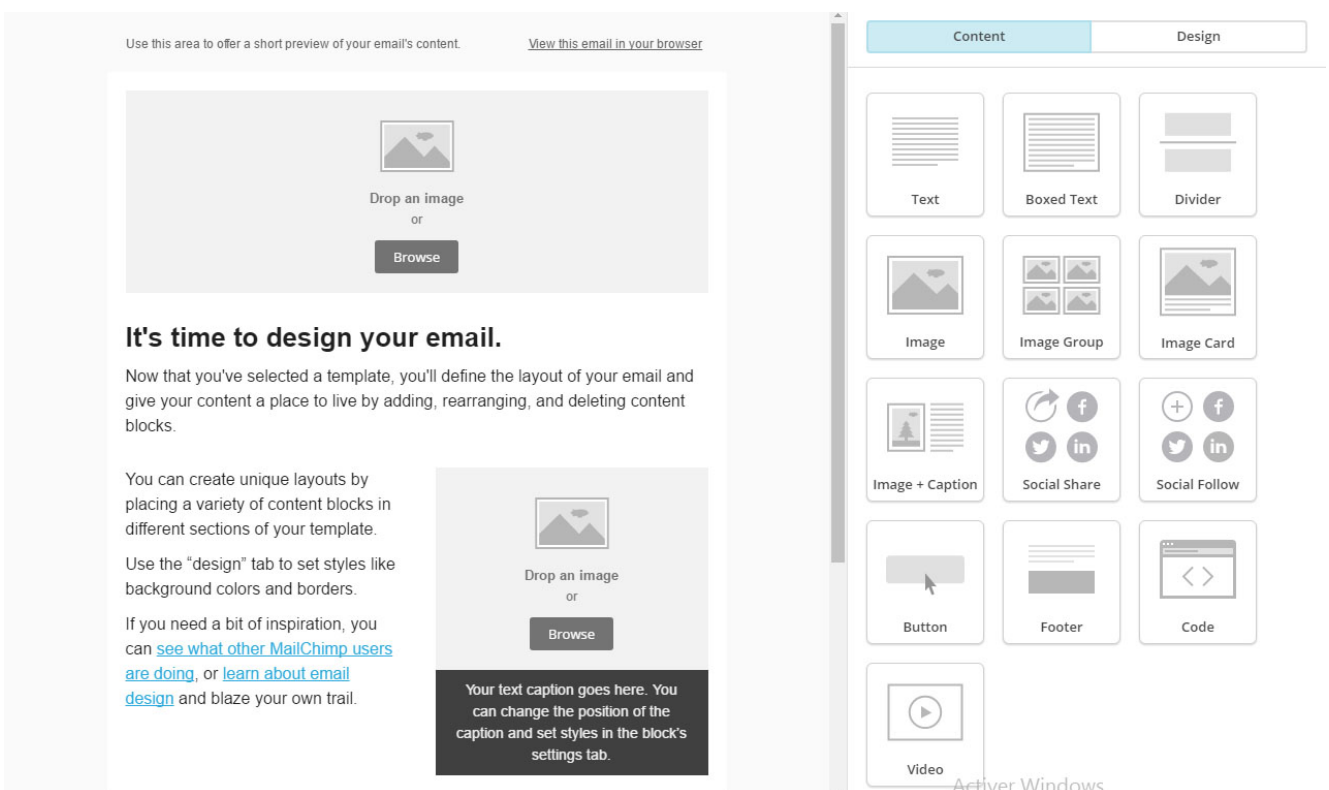 Use this area to offer a short preview of your email's content.
View this email in your browser
Drop an image
or
Browse
It's time to design your email.
Now that you've selected a template, you'll define the layout of your email and
give your content a place to live by adding, rearranging, and deleting content
blocks.
You can create unique layouts by
placing a variety of content blocks in
different sections of your template.
Use the “design” tab to set styles like
background colors and borders.
If you need a bit of inspiration, you
can see what other MailChimp users
are doing, or learn about email
design and blaze your own trail.
Drop an image
or
Browse
Your text caption goes here. You
can change the position of the
caption and set styles in the block's
settings tab.
Content
Design
Text
Boxed Text
Divider
Image
Image Group
Image Card
Image + Caption
Social Share
Social Follow
Button
Footer
Code
Video
Activer Windows